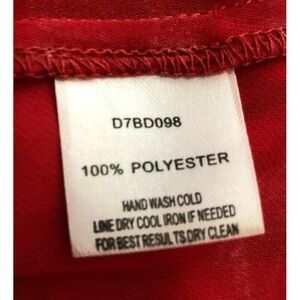 D7BD098
100% POLYESTER
HAND WASH COLD
LINE DRY COOL IRON IF NEEDED
FOR BEST RESULTS DRY CLEAN